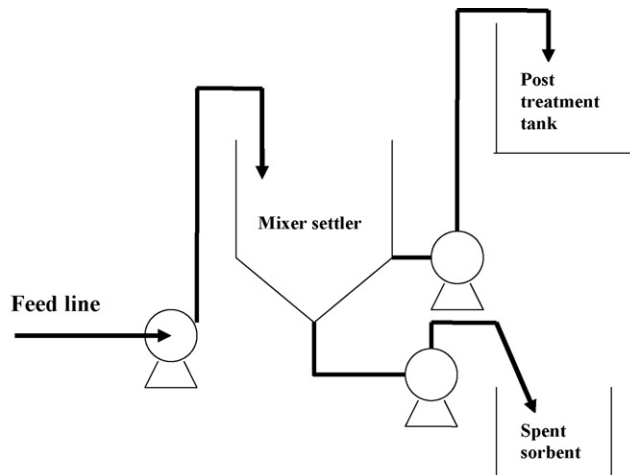 Post
treatment
tank
Mixer settler
Feed line
Spent
sorbent